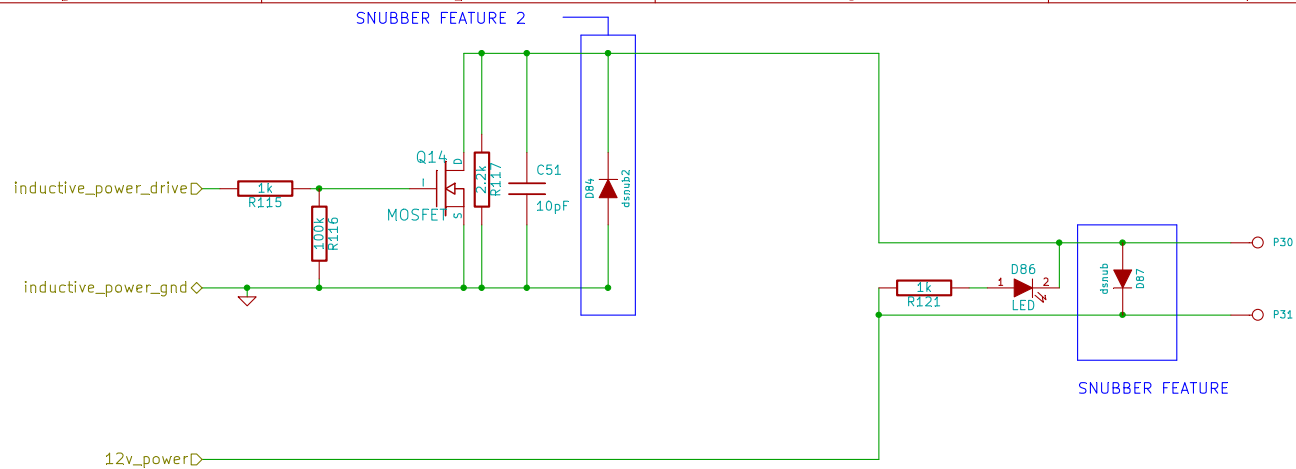 SNUBBER FEATURE 2
Q14
D
I
MOSFET
S
2.2k
R117
C51
10pF
D84
dsnub2
inductive_power_drive
1k
R115
100k
R116
inductive_power_gnd
P30
D86
1
2
LED
1k
R121
dsnub
D87
P31
SNUBBER FEATURE
12v_power